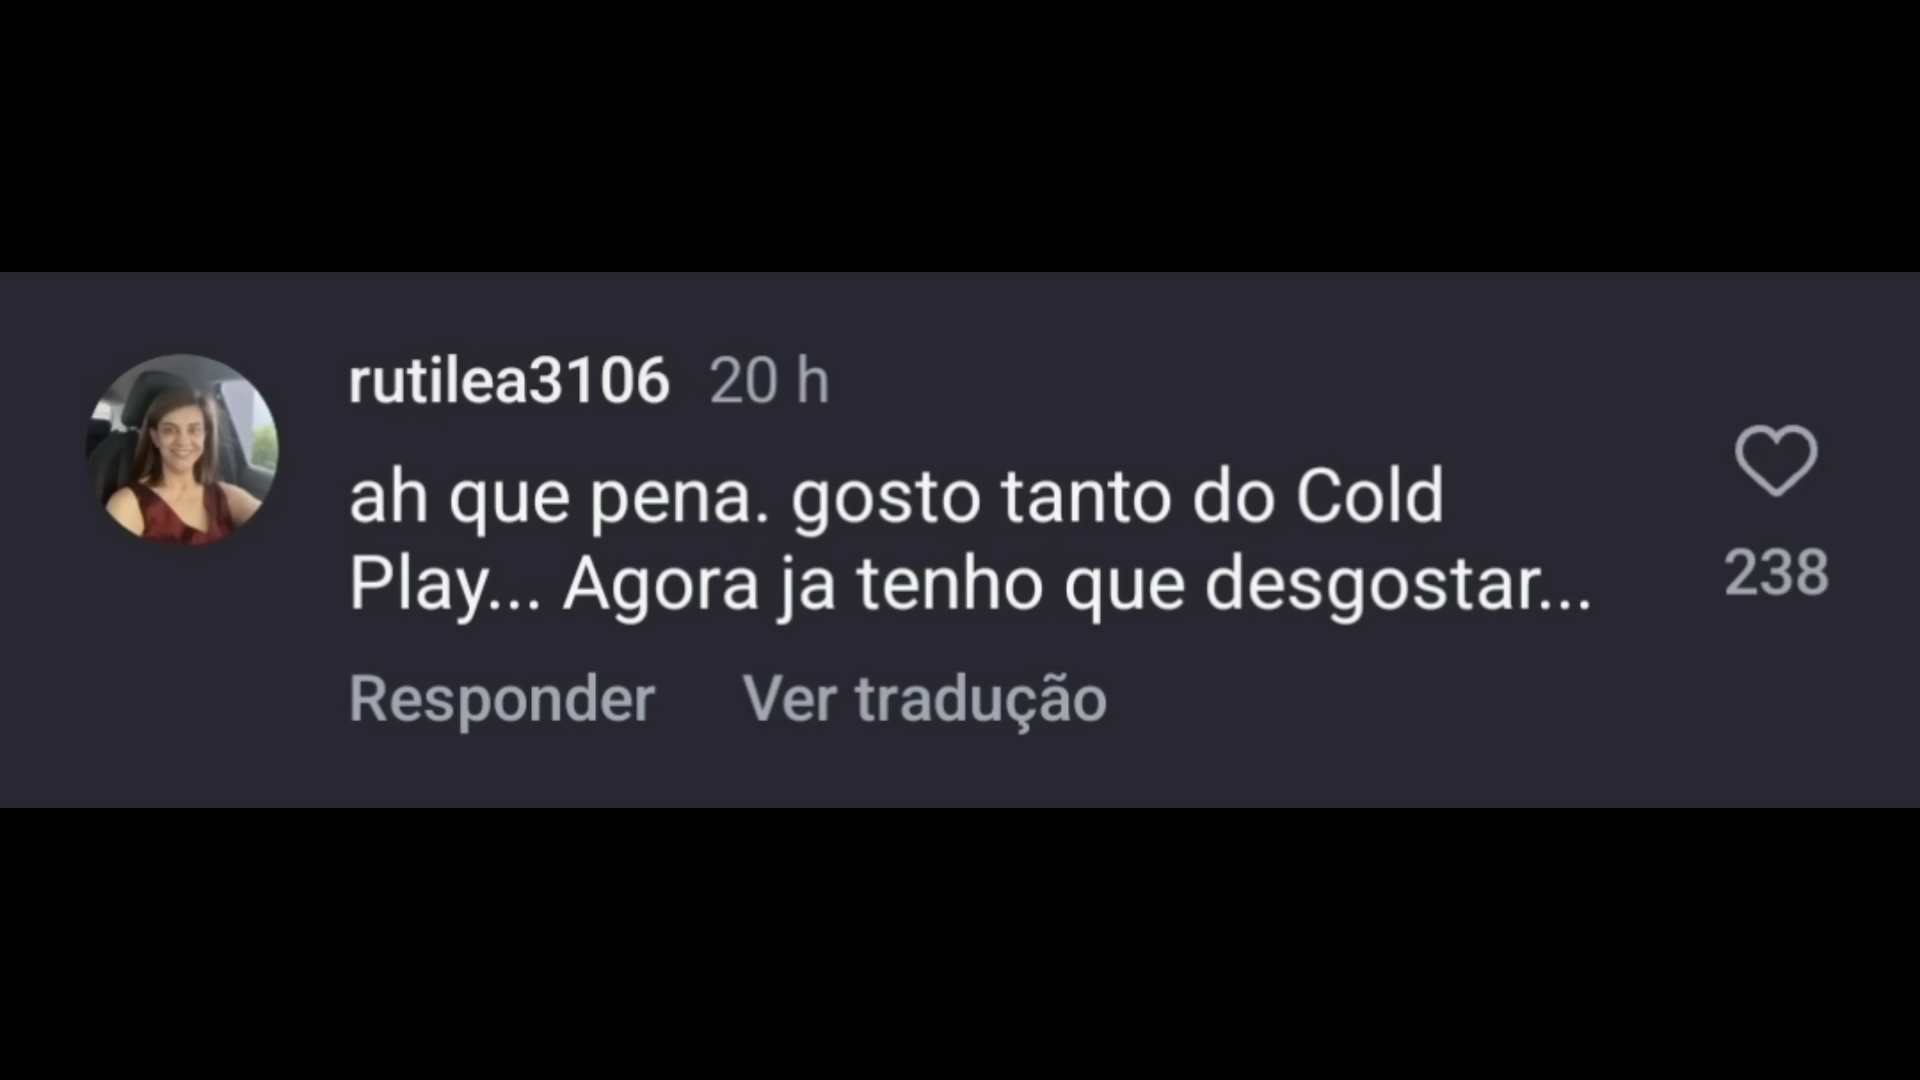 rutilea3106 20 h
ah que pena. gosto tanto do Cold
Play... Agora ja tenho que desgostar...
238
Responder Ver tradução